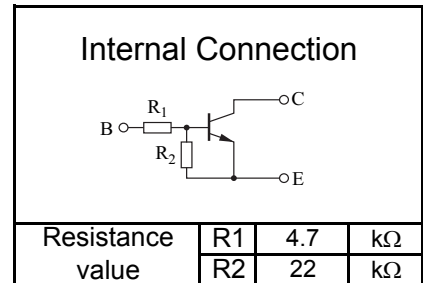 Internal Connection
C
R₁
B
R₂
E
Resistance value R1 4.7 kΩ
R2 22 kΩ